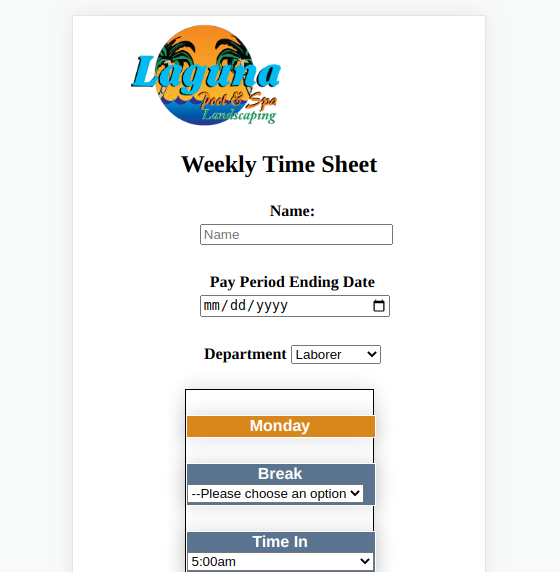 Laguna
Pool & Spa
Landscaping
Weekly Time Sheet
Name:
Name
Pay Period Ending Date
mm/dd/yyyy
Department Laborer
Monday
Break
--Please choose an option
Time In
5:00am